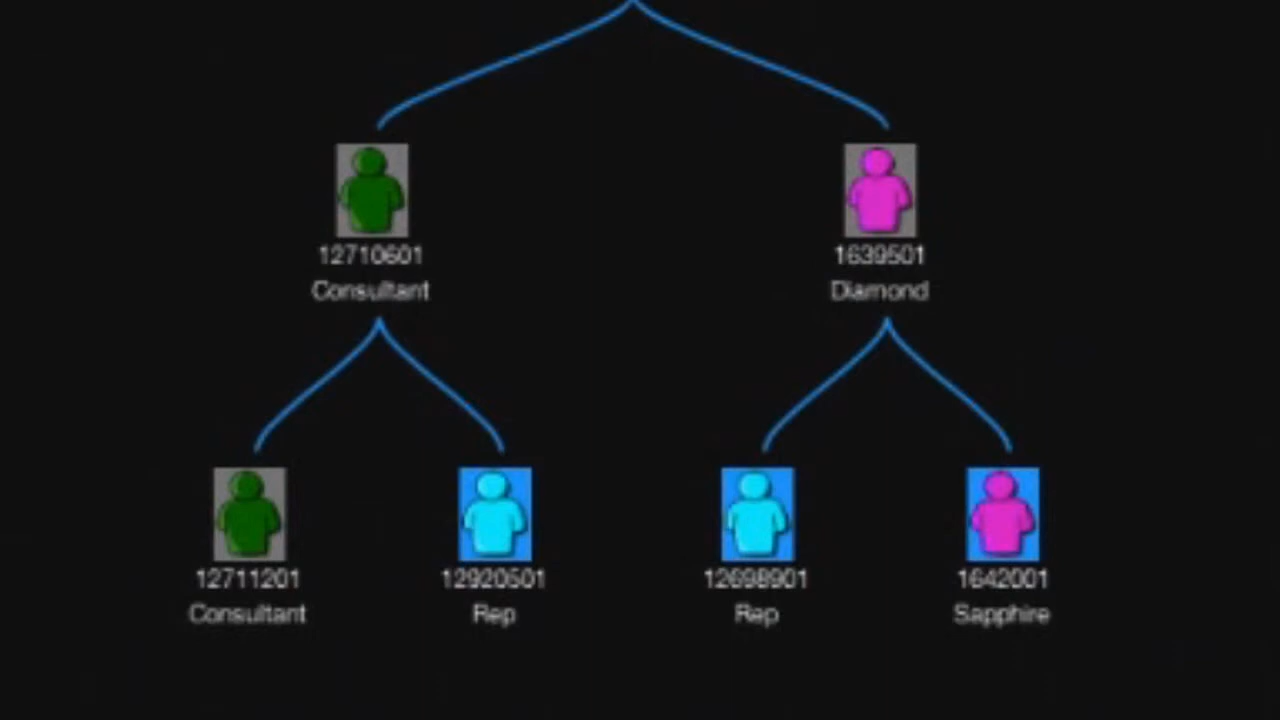 12710601
Consultant
1639501
Diamond
12711201
Consultant
12920501
Rep
12698901
Rep
1642001
Sapphire